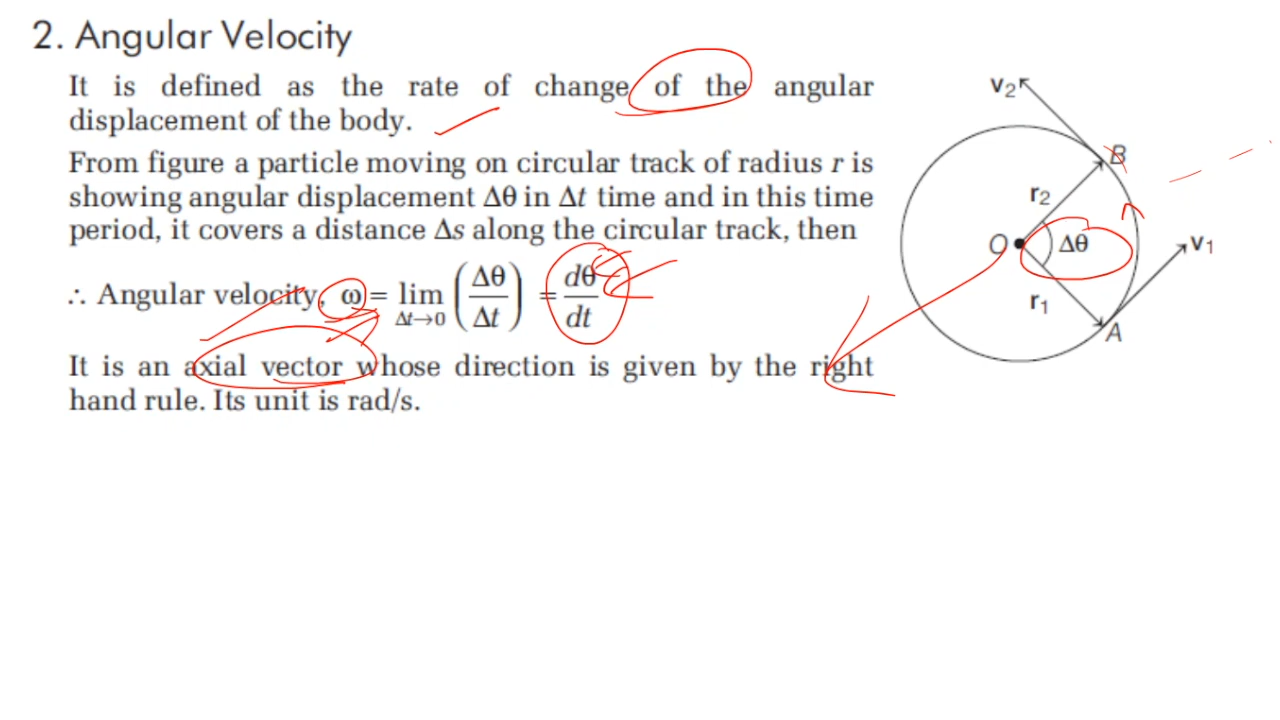 2. Angular Velocity
It is defined as the rate of change of the angular
displacement of the body.
From figure a particle moving on circular track of radius r is
showing angular displacement Δθ in Δt time and in this time
period, it covers a distance Δs along the circular track, then
∴ Angular velocity, ω = lim Δt→0 (Δθ/Δt) = dθ/dt
It is an axial vector whose direction is given by the right
hand rule. Its unit is rad/s.
v₂
B
r₂
O
Δθ
v₁
r₁
A